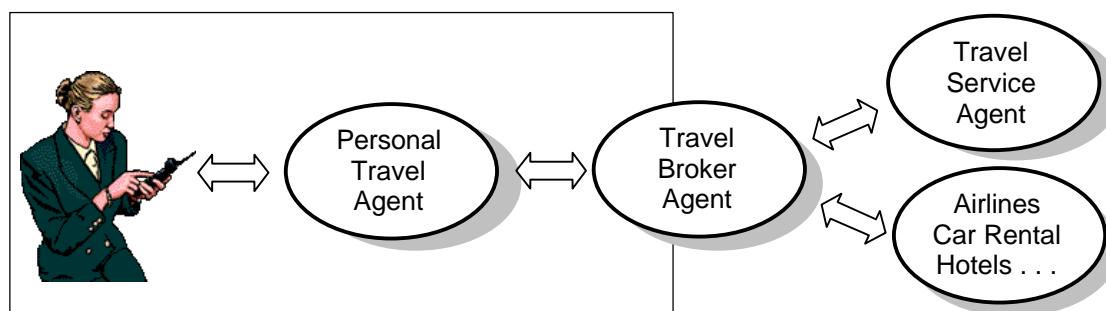 Personal
Travel
Agent
Travel
Broker
Agent
Travel
Service
Agent
Airlines
Car Rental
Hotels . . .